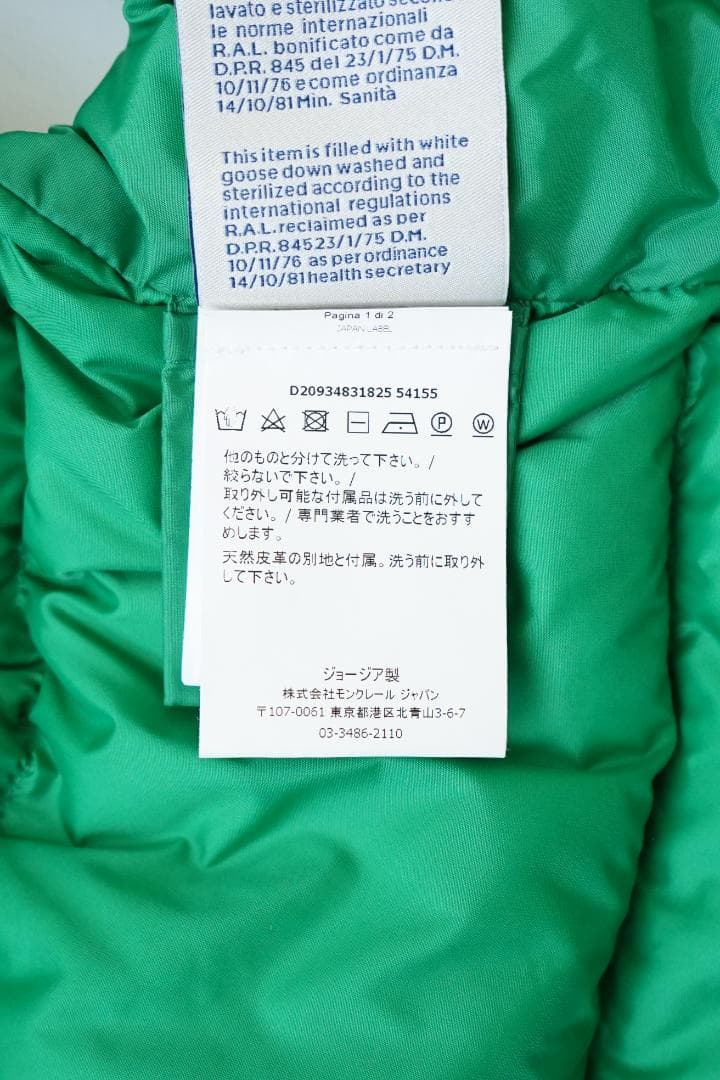 lavato e sterilizzato secondo
le norme internazionali
R.A.L. bonificato come da
D.P.R. 845 del 23/1/75 D.M.
10/11/76 e come ordinanza
14/10/81 Min. Sanità
This item is filled with white
goose down washed and
sterilized according to the
international regulations
R.A.L. reclaimed as per
D.P.R. 845 23/1/75 D.M.
10/11/76 as per ordinance
14/10/81 health secretary
Pagina 1 di 2
JAPAN LABEL
D20934831825 54155
P W
他のものと分けて洗って下さい。 /
絞らないで下さい。 /
取り外し可能な付属品は洗う前に外して
ください。 / 専門業者で洗うことをおすす
めします。
天然皮革の別地と付属。洗う前に取り外
して下さい。
ジョージア製
株式会社モンクレール ジャパン
〒107-0061 東京都港区北青山3-6-7
03-3486-2110